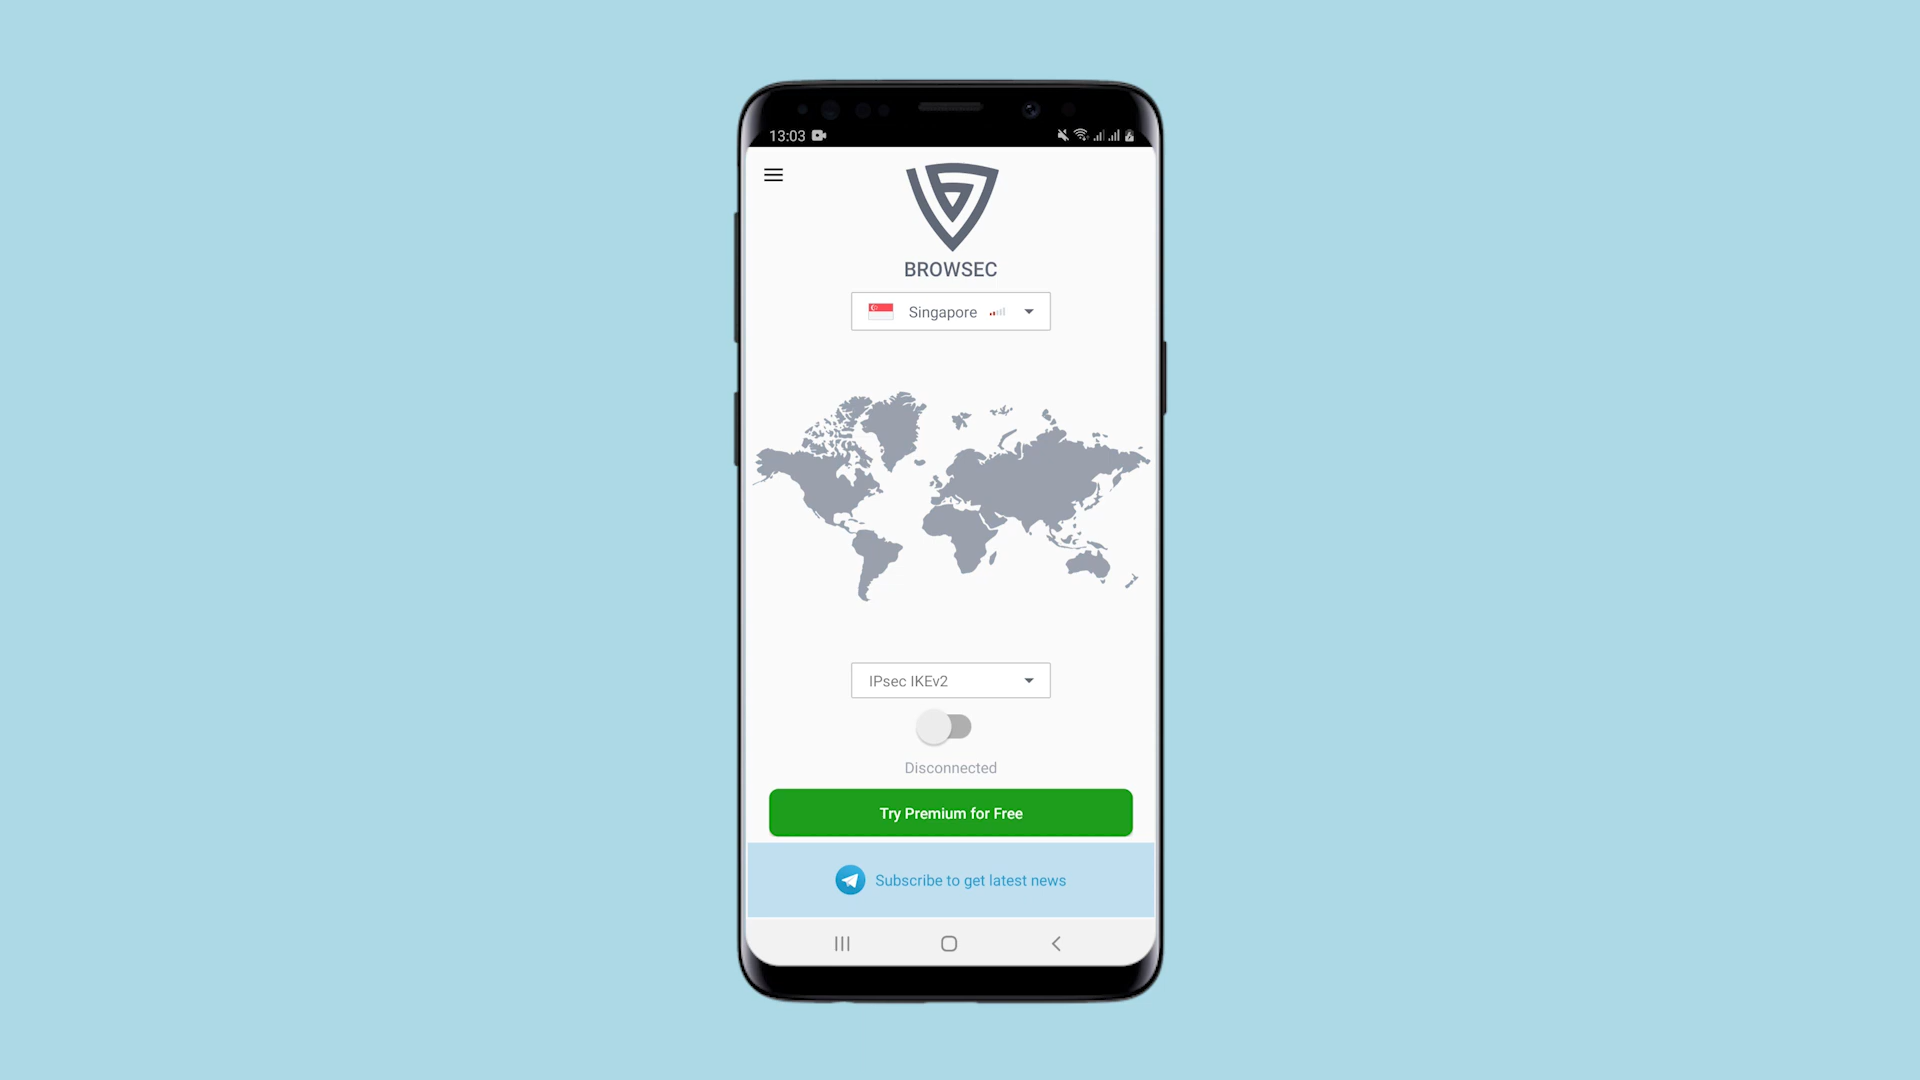 13:03
BROWSEC
Singapore
IPsec IKEv2
Disconnected
Try Premium for Free
Subscribe to get latest news